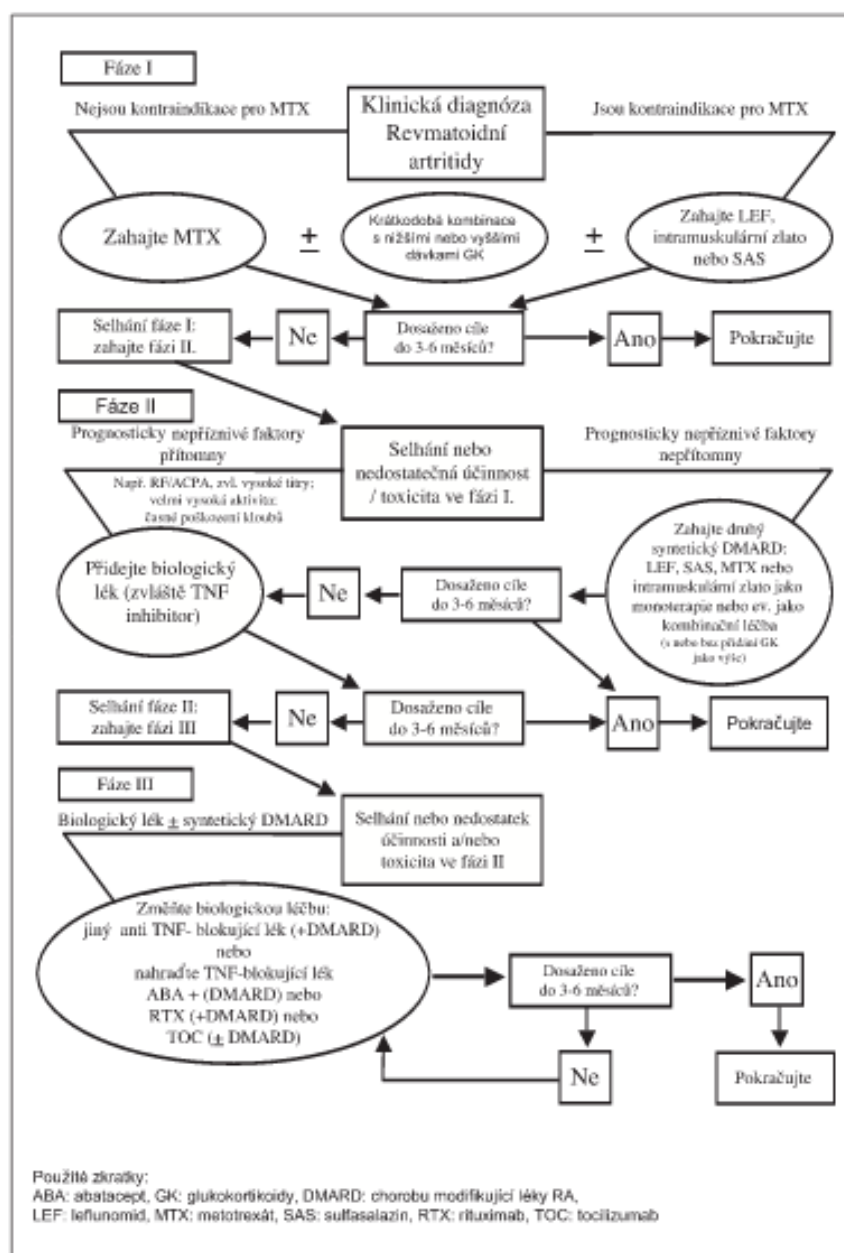 Fáze I
Nejsou kontraindikace pro MTX
Klinická diagnóza
Revmatoidní
artritidy
Jsou kontraindikace pro MTX
Zahajte MTX
±
Krátkodobá kombinace
s nižšími nebo vyššími
dávkami GK
±
Zahajte LEF,
intramuskulární zlato
nebo SAS
Selhání fáze I:
zahajte fázi II.
Ne
Dosaženo cíle
do 3-6 měsíců?
Ano
Pokračujte
Fáze II
Prognosticky nepříznivé faktory
přítomny
Např. RF/ACPA, zvl. vysoké titry;
velmi vysoká aktivita;
časné poškození kloubů
Selhání nebo
nedostatečná účinnost
/ toxicita ve fázi I.
Prognosticky nepříznivé faktory
nepřítomny
Přidejte biologický
lék (zvláště TNF
inhibitor)
Ne
Dosaženo cíle
do 3-6 měsíců?
Zahajte druhý
syntetický DMARD:
LEF, SAS, MTX nebo
intramuskulární zlato jako
monoterapie nebo ev. jako
kombinační léčba
(s nebo bez přidání GK
jako výše)
Selhání fáze II:
zahajte fázi III
Ne
Dosaženo cíle
do 3-6 měsíců?
Ano
Pokračujte
Fáze III
Biologický lék ± syntetický DMARD
Selhání nebo nedostatek
účinnosti a/nebo
toxicita ve fázi II
Změňte biologickou léčbu:
jiný anti TNF- blokující lék (+DMARD)
nebo
nahraďte TNF-blokující lék
ABA + (DMARD) nebo
RTX (+DMARD) nebo
TOC (± DMARD)
Dosaženo cíle
do 3-6 měsíců?
Ano
Ne
Pokračujte
Použité zkratky:
ABA: abatacept, GK: glukokortikoidy, DMARD: chorobu modifikující léky RA,
LEF: leflunomid, MTX: metotrexát, SAS: sulfasalazin, RTX: rituximab, TOC: tocilizumab